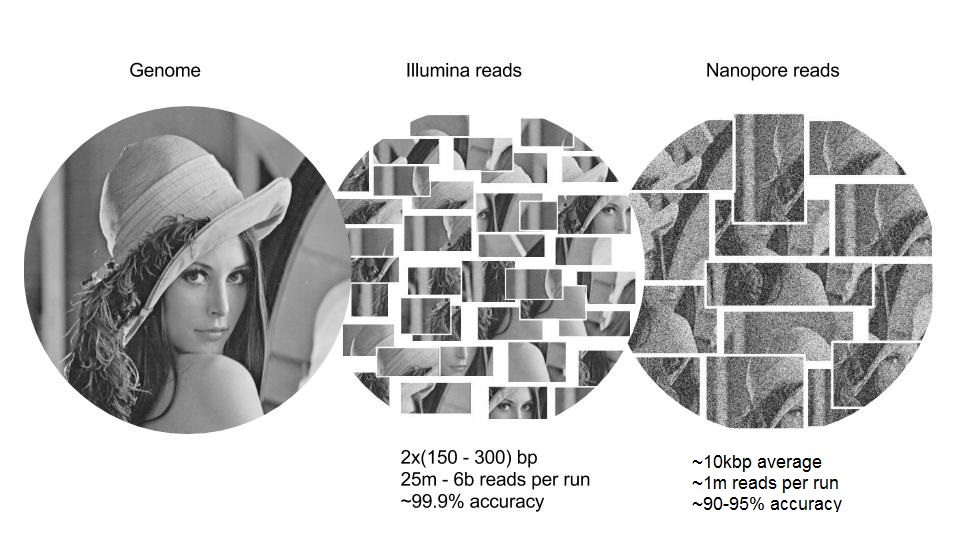 Genome
Illumina reads
Nanopore reads
2x(150 - 300) bp
25m - 6b reads per run
~99.9% accuracy
~10kbp average
~1m reads per run
~90-95% accuracy